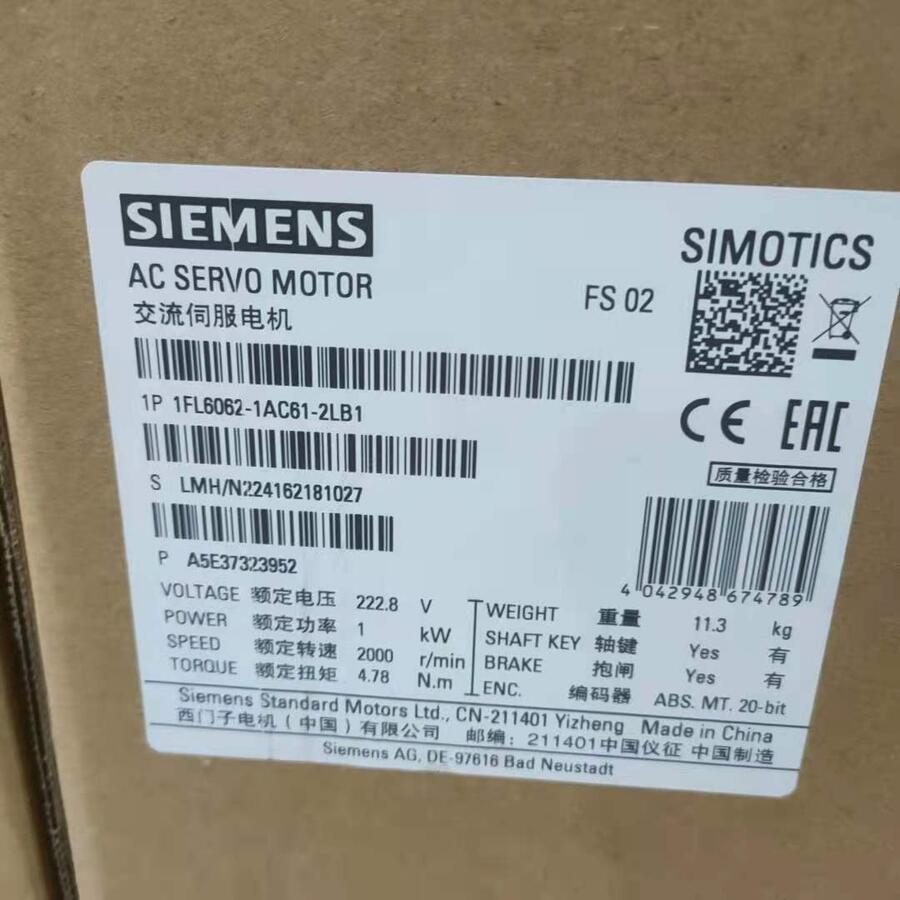 SIEMENS
SIMOTICS
AC SERVO MOTOR
FS 02
交流伺服电机
1P 1FL6062-1AC61-2LB1
CE EAC
质量检验合格
S LMH/N224162181027
P A5E37323952
4 042948 674789
VOLTAGE 额定电压 222.8 V
POWER 额定功率 1 kW
SPEED 额定转速 2000 r/min
TORQUE 额定扭矩 4.78 N.m
WEIGHT 重量 11.3 kg
SHAFT KEY 轴键 Yes 有
BRAKE 抱闸 Yes 有
ENC. 编码器 ABS. MT. 20-bit
Siemens Standard Motors Ltd., CN-211401 Yizheng Made in China
西门子电机（中国）有限公司 邮编：211401中国仪征 中国制造
Siemens AG, DE-97616 Bad Neustadt